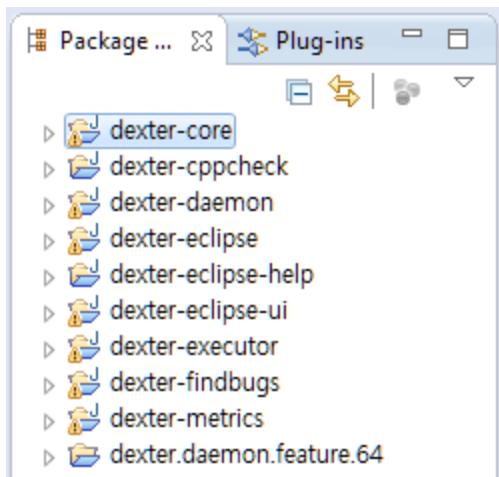 Package ... Plug-ins
dexter-core
dexter-cppcheck
dexter-daemon
dexter-eclipse
dexter-eclipse-help
dexter-eclipse-ui
dexter-executor
dexter-findbugs
dexter-metrics
dexter.daemon.feature.64